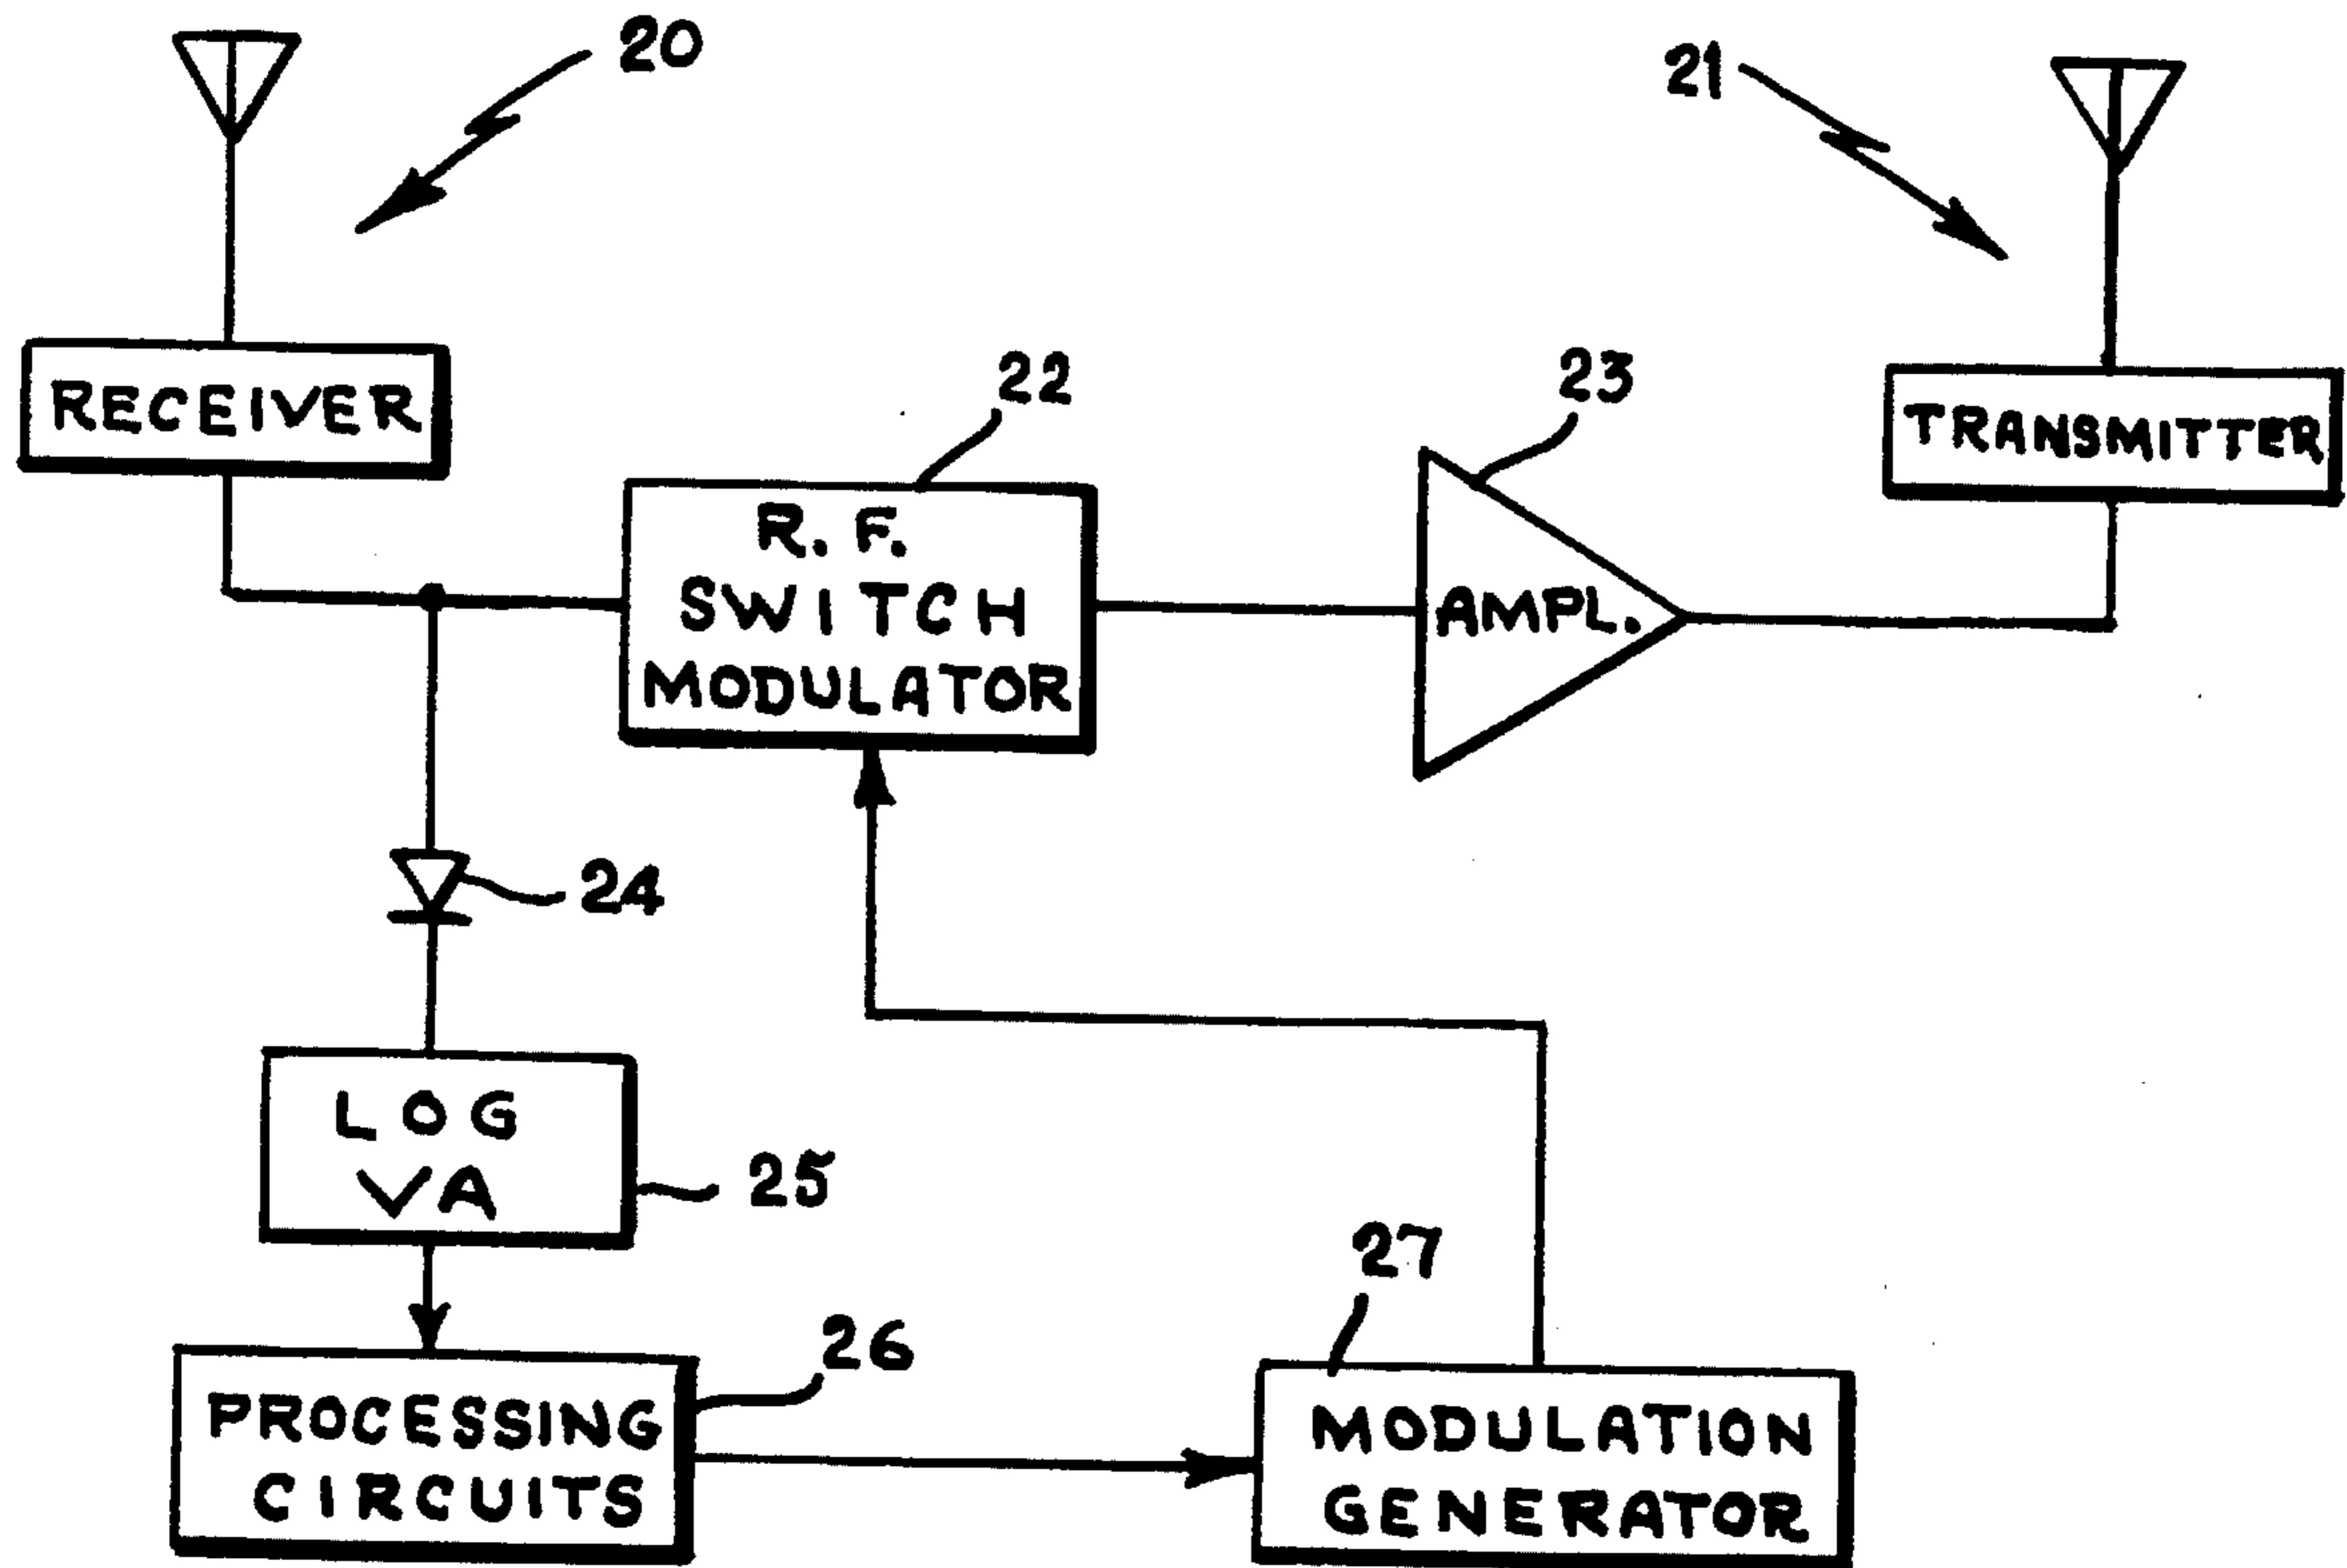 20
21
RECEIVER
22
23
TRANSMITTER
R. F.
SWITCH
MODULATOR
AMPL.
24
LOG
VA
25
27
26
PROCESSING
CIRCUITS
MODULATION
GENERATOR